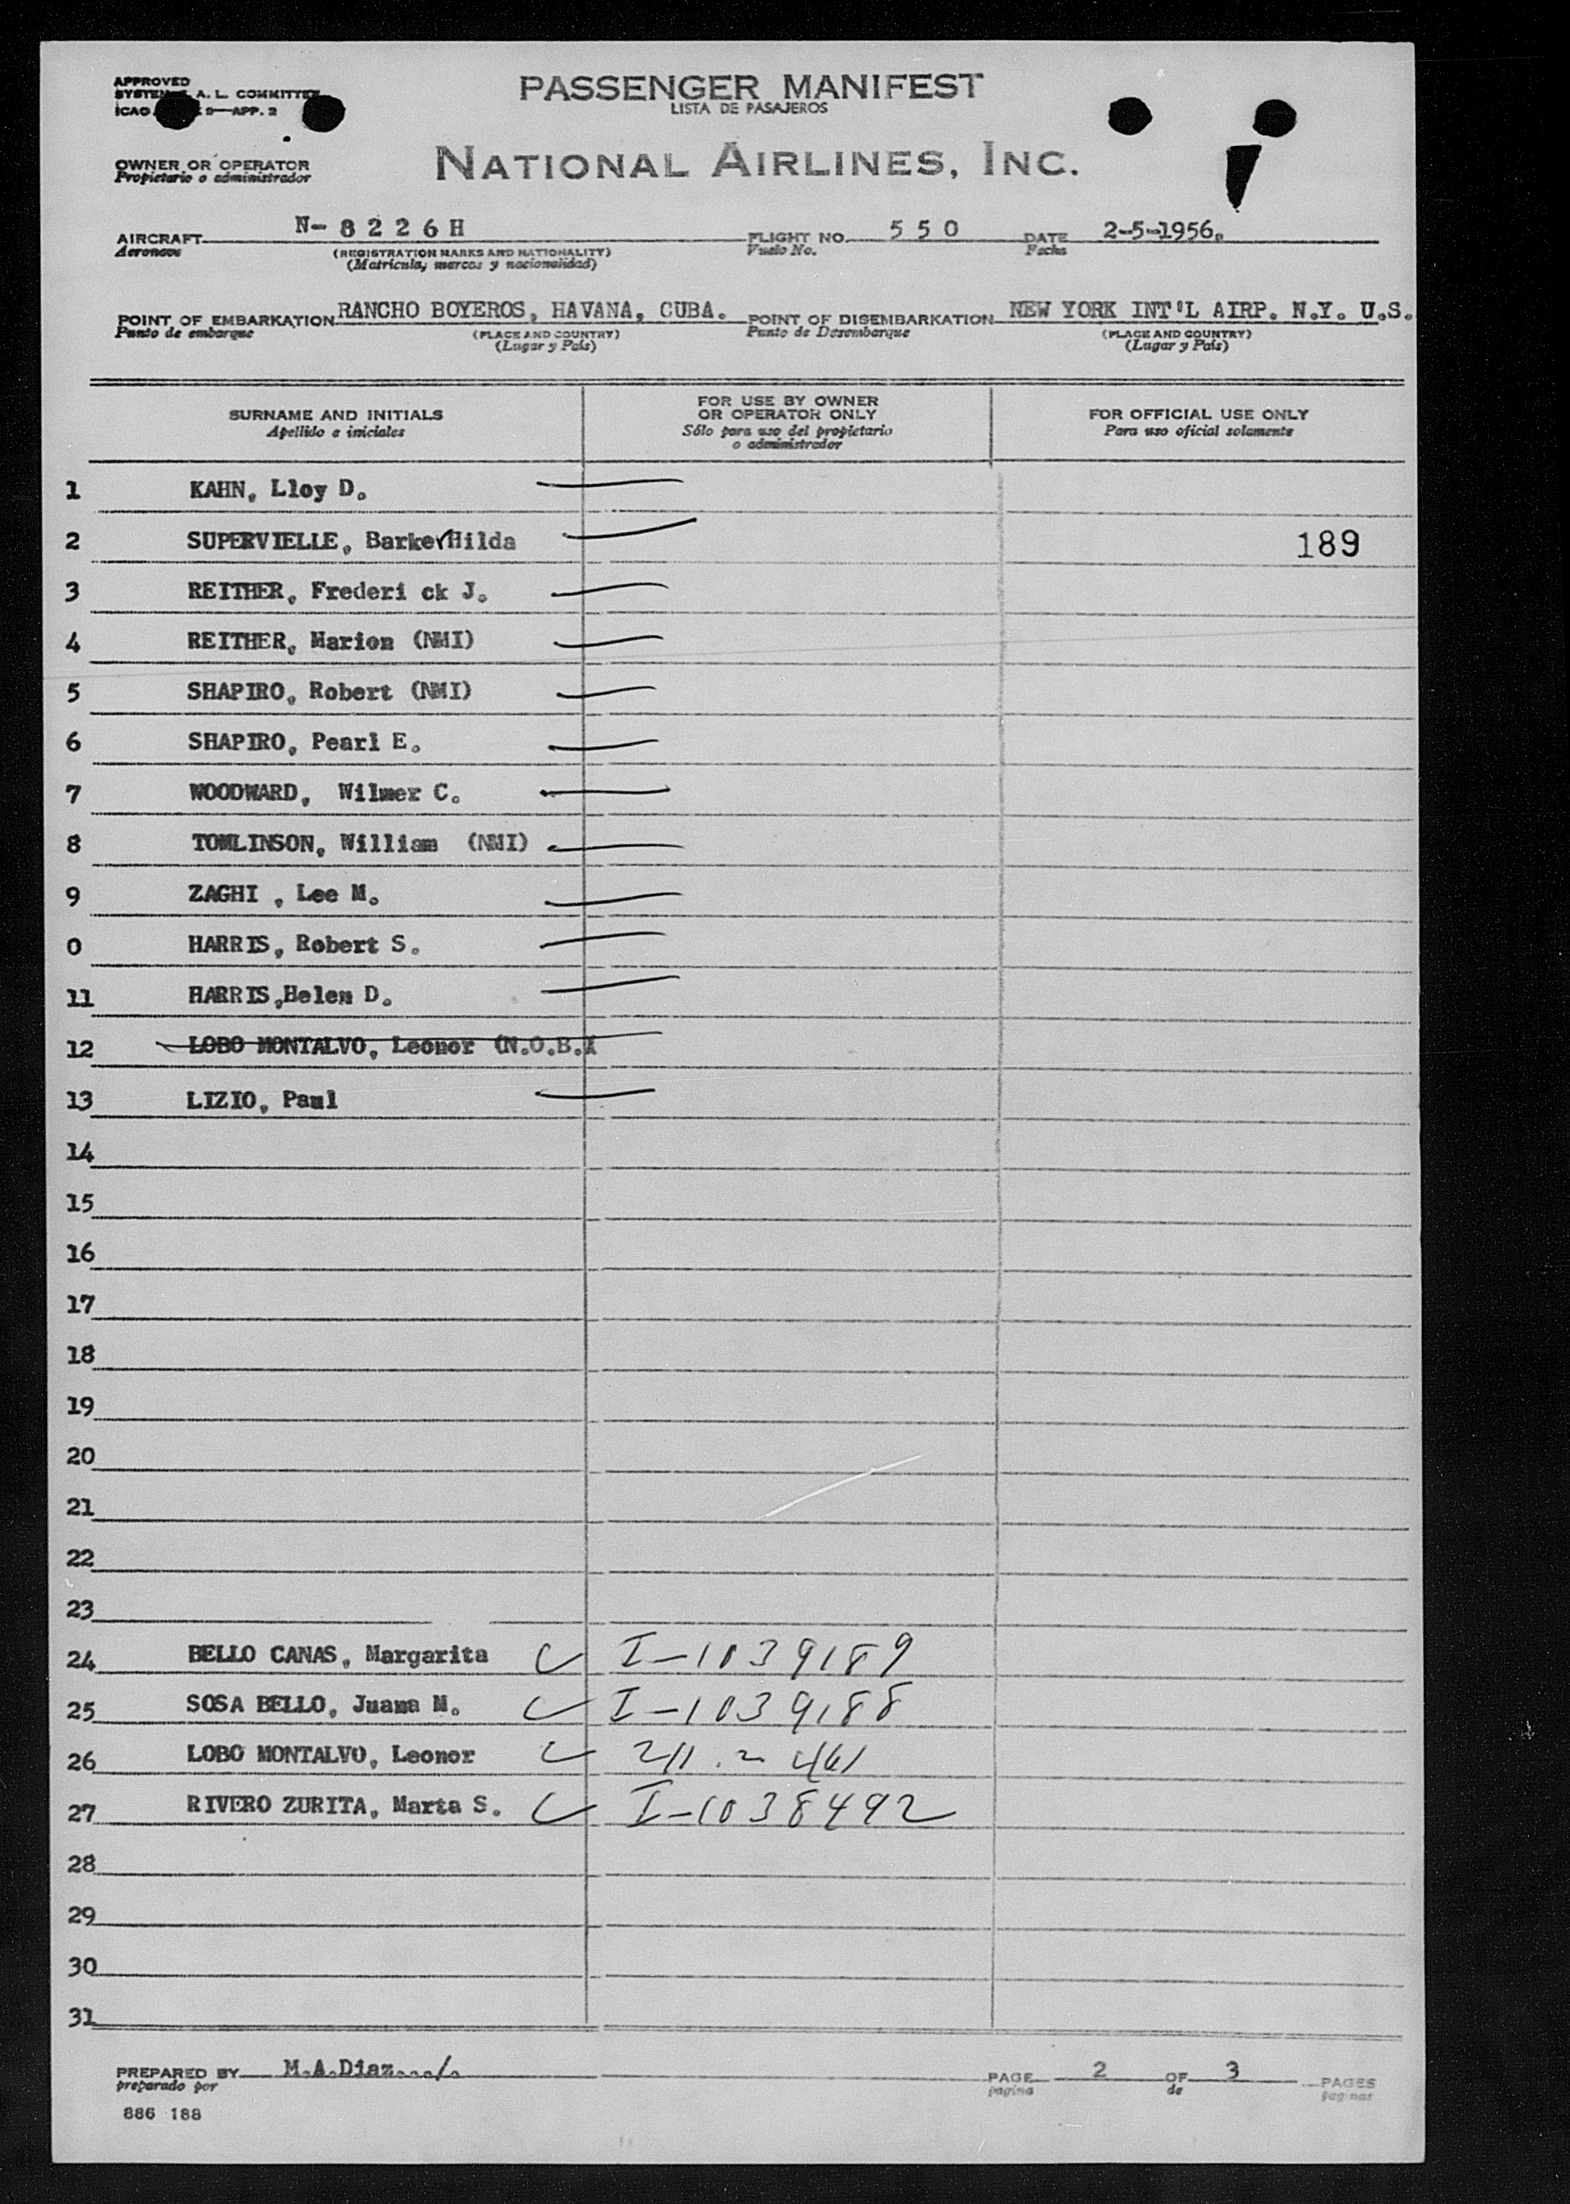 APPROVED
A. L. COMMITTEE
ICAO 9—APP. 2
PASSENGER MANIFEST
LISTA DE PASAJEROS
OWNER OR OPERATOR
Propietario o administrador
NATIONAL AIRLINES, INC.
AIRCRAFT N- 8 2 2 6 H FLIGHT NO. 5 5 0 DATE 2-5-1956.
Aeronave (REGISTRATION MARKS AND NATIONALITY) Vuelo No. Fecha
(Matricula, marcas y nacionalidad)
POINT OF EMBARKATION RANCHO BOYEROS, HAVANA, CUBA. POINT OF DISEMBARKATION NEW YORK INT'L AIRP. N.Y. U.S.
Punto de embarque (PLACE AND COUNTRY) Punto de Desembarque (PLACE AND COUNTRY)
(Lugar y País) (Lugar y País)
SURNAME AND INITIALS
Apellido e iniciales
FOR USE BY OWNER
OR OPERATOR ONLY
Sólo para uso del propietario
o administrador
FOR OFFICIAL USE ONLY
Para uso oficial solamente
1 KAHN, Lloy D.
2 SUPERVIELLE, Barker Hilda 189
3 REITHER, Frederi ck J.
4 REITHER, Marion (NMI)
5 SHAPIRO, Robert (NMI)
6 SHAPIRO, Pearl E.
7 WOODWARD, Wilmer C.
8 TOMLINSON, William (NMI)
9 ZAGHI , Lee M.
0 HARRIS, Robert S.
11 HARRIS,Helen D.
12 LOBO MONTALVO, Leonor (N.O.B.)
13 LIZIO, Paul
14
15
16
17
18
19
20
21
22
23
24 BELLO CANAS, Margarita I-1039189
25 SOSA BELLO, Juana M. I-1039188
26 LOBO MONTALVO, Leonor
27 RIVERO ZURITA, Marta S. I-1038492
28
29
30
31
PREPARED BY M.A.Diaz.../. PAGE 2 OF 3 PAGES
preparado por pagina de paginas
886 188